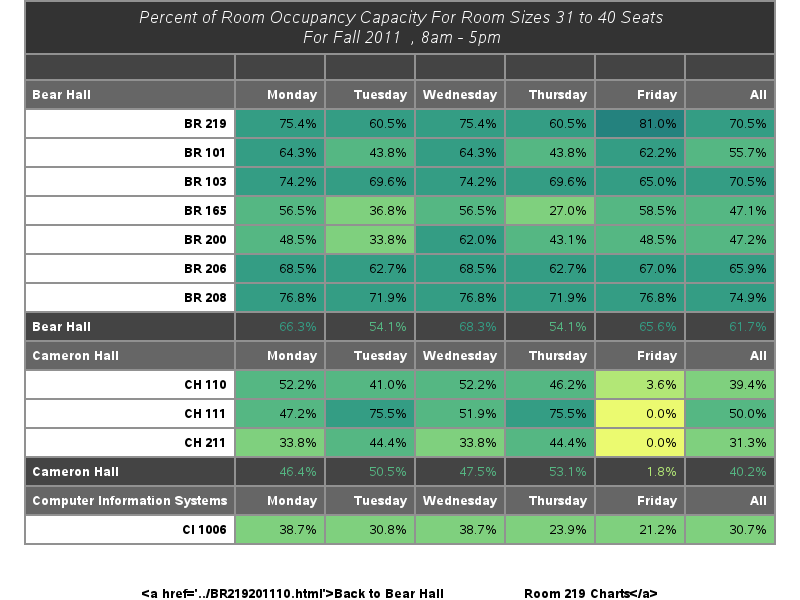 Percent of Room Occupancy Capacity For Room Sizes 31 to 40 Seats
For Fall 2011 , 8am - 5pm
Bear Hall Monday Tuesday Wednesday Thursday Friday All
BR 219 75.4% 60.5% 75.4% 60.5% 81.0% 70.5%
BR 101 64.3% 43.8% 64.3% 43.8% 62.2% 55.7%
BR 103 74.2% 69.6% 74.2% 69.6% 65.0% 70.5%
BR 165 56.5% 36.8% 56.5% 27.0% 58.5% 47.1%
BR 200 48.5% 33.8% 62.0% 43.1% 48.5% 47.2%
BR 206 68.5% 62.7% 68.5% 62.7% 67.0% 65.9%
BR 208 76.8% 71.9% 76.8% 71.9% 76.8% 74.9%
Bear Hall 66.3% 54.1% 68.3% 54.1% 65.6% 61.7%
Cameron Hall Monday Tuesday Wednesday Thursday Friday All
CH 110 52.2% 41.0% 52.2% 46.2% 3.6% 39.4%
CH 111 47.2% 75.5% 51.9% 75.5% 0.0% 50.0%
CH 211 33.8% 44.4% 33.8% 44.4% 0.0% 31.3%
Cameron Hall 46.4% 50.5% 47.5% 53.1% 1.8% 40.2%
Computer Information Systems Monday Tuesday Wednesday Thursday Friday All
CI 1006 38.7% 30.8% 38.7% 23.9% 21.2% 30.7%
<a href='../BR219201110.html'>Back to Bear Hall Room 219 Charts</a>